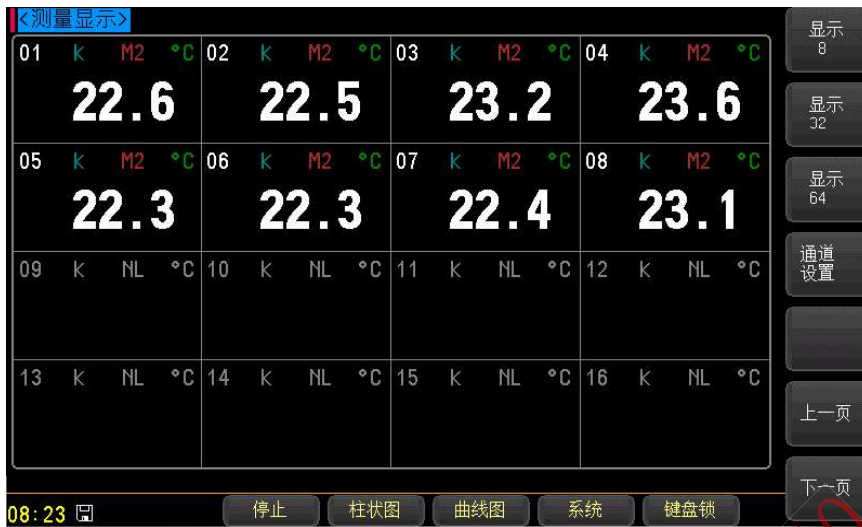 <测量显示>
01 K M2 °C 02 K M2 °C 03 K M2 °C 04 K M2 °C
22.6 22.5 23.2 23.6
05 K M2 °C 06 K M2 °C 07 K M2 °C 08 K M2 °C
22.3 22.3 22.4 23.1
09 K NL °C 10 K NL °C 11 K NL °C 12 K NL °C
13 K NL °C 14 K NL °C 15 K NL °C 16 K NL °C
显示
8
显示
32
显示
64
通道
设置
上一页
下一页
08:23
停止 柱状图 曲线图 系统 键盘锁